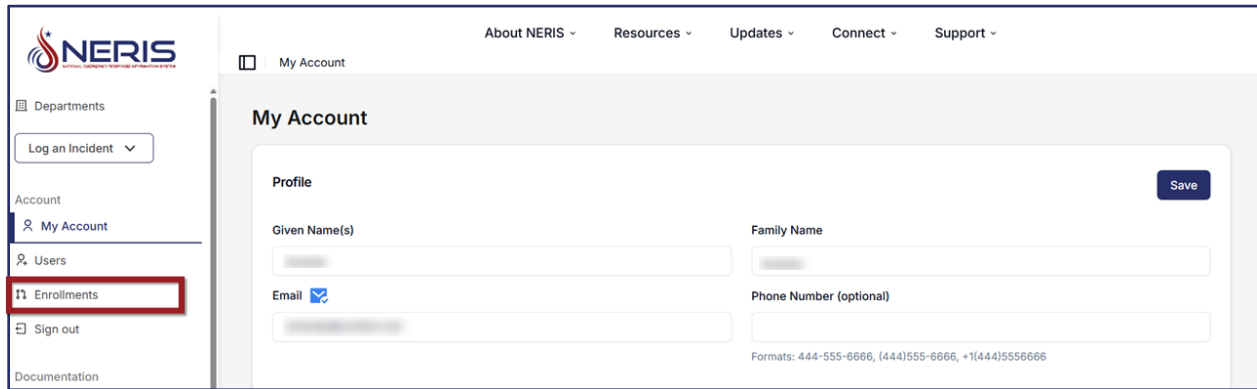 NERIS
NATIONAL EMERGENCY RESPONSE INFORMATION SYSTEM
About NERIS
Resources
Updates
Connect
Support
My Account
Departments
Log an Incident
Account
My Account
Users
Enrollments
Sign out
Documentation
My Account
Profile
Save
Given Name(s)
Family Name
Email
Phone Number (optional)
Formats: 444-555-6666, (444)555-6666, +1(444)5556666